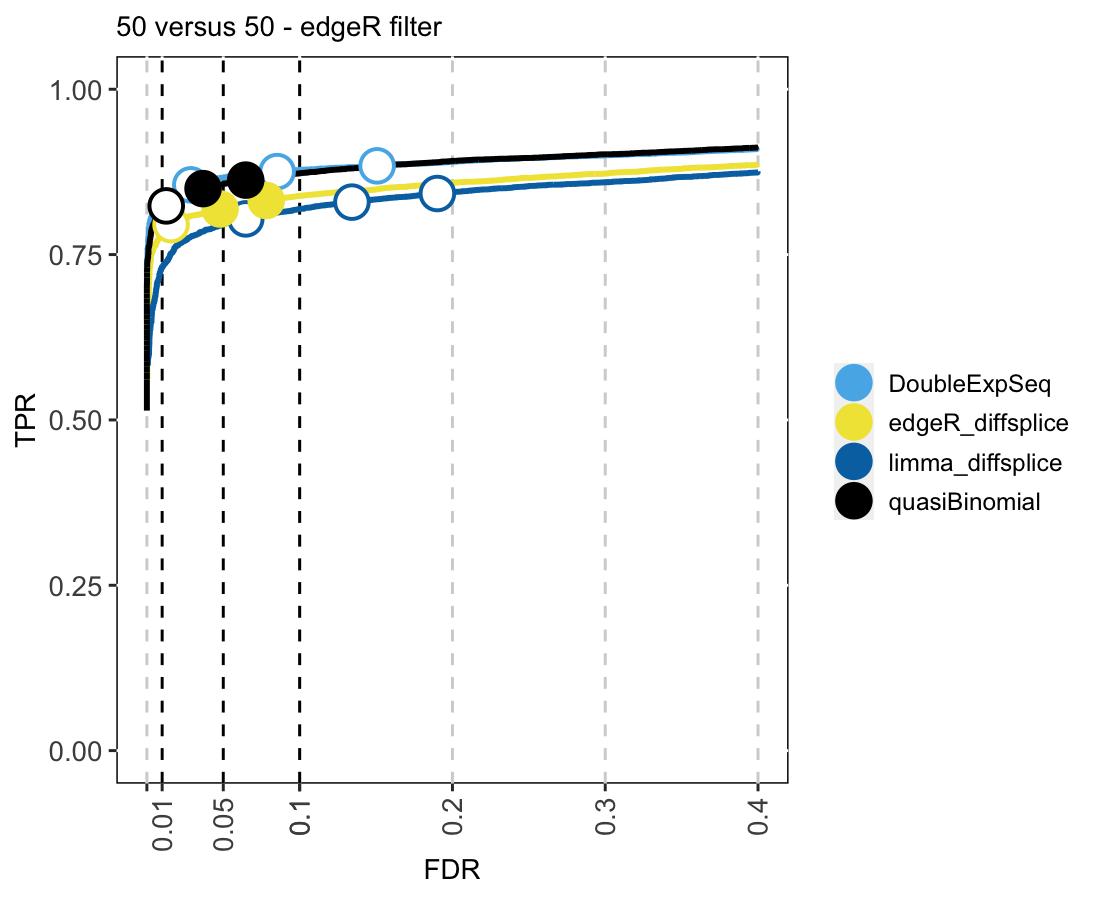 50 versus 50 - edgeR filter
1.00
0.75
0.50
0.25
0.00
TPR
0.01
0.05
0.1
0.2
0.3
0.4
FDR
DoubleExpSeq
edgeR_diffsplice
limma_diffsplice
quasiBinomial